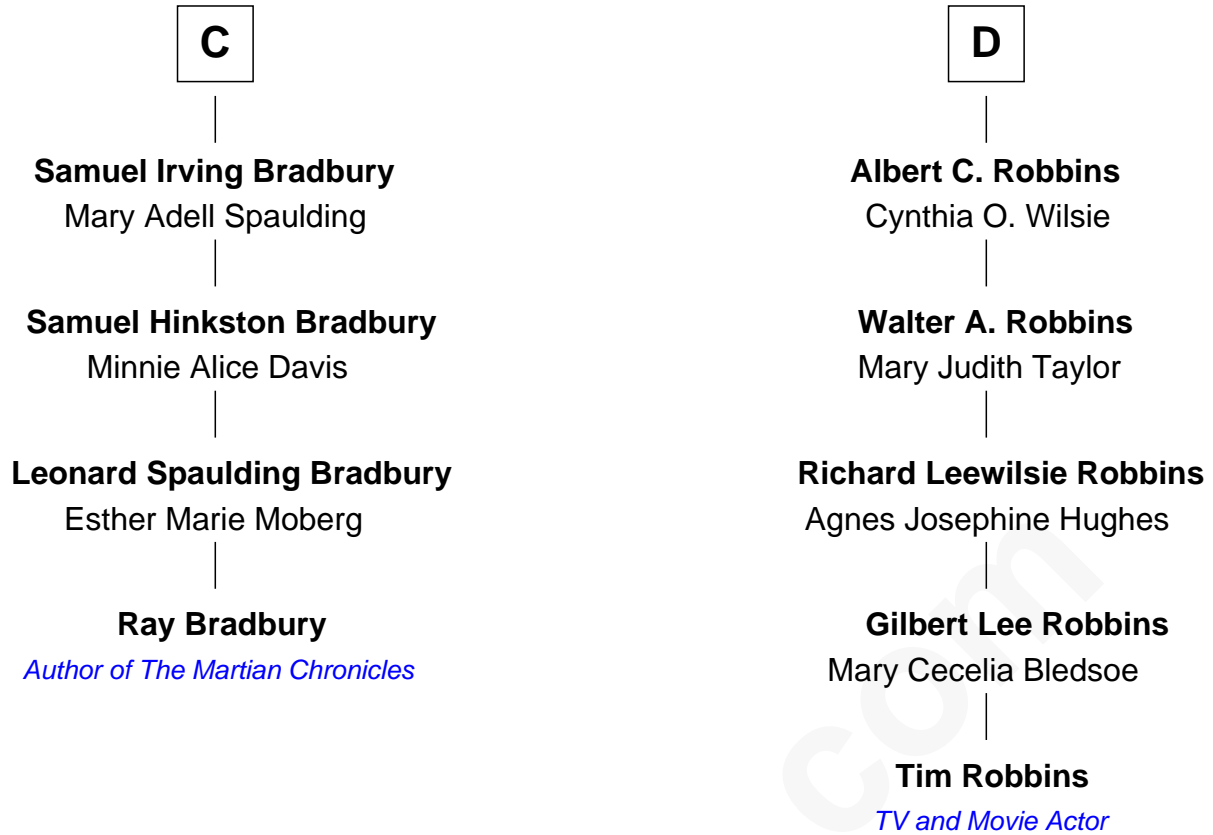 C
Samuel Irving Bradbury
Mary Adell Spaulding
Samuel Hinkston Bradbury
Minnie Alice Davis
Leonard Spaulding Bradbury
Esther Marie Moberg
Ray Bradbury
Author of The Martian Chronicles
D
Albert C. Robbins
Cynthia O. Wilsie
Walter A. Robbins
Mary Judith Taylor
Richard Leewilsie Robbins
Agnes Josephine Hughes
Gilbert Lee Robbins
Mary Cecelia Bledsoe
Tim Robbins
TV and Movie Actor
com